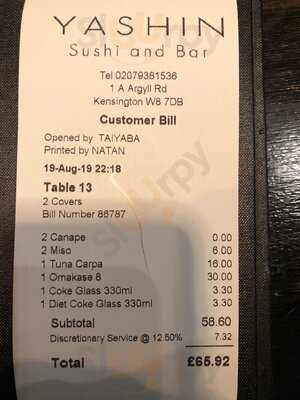 YASHIN
Sushi and Bar
Tel:02079381536
1 A Argyll Rd
Kensington W8 7DB
Customer Bill
Opened by TAIYABA
Printed by NATAN
19-Aug-19 22:18
Table 13
2 Covers
Bill Number 86787
2 Canape 0.00
2 Miso 6.00
1 Tuna Carpa 16.00
1 Omakase 8 30.00
1 Coke Glass 330ml 3.30
1 Diet Coke Glass 330ml 3.30
Subtotal 58.60
Discretionary Service @ 12.50% 7.32
Total £65.92
sluurpy